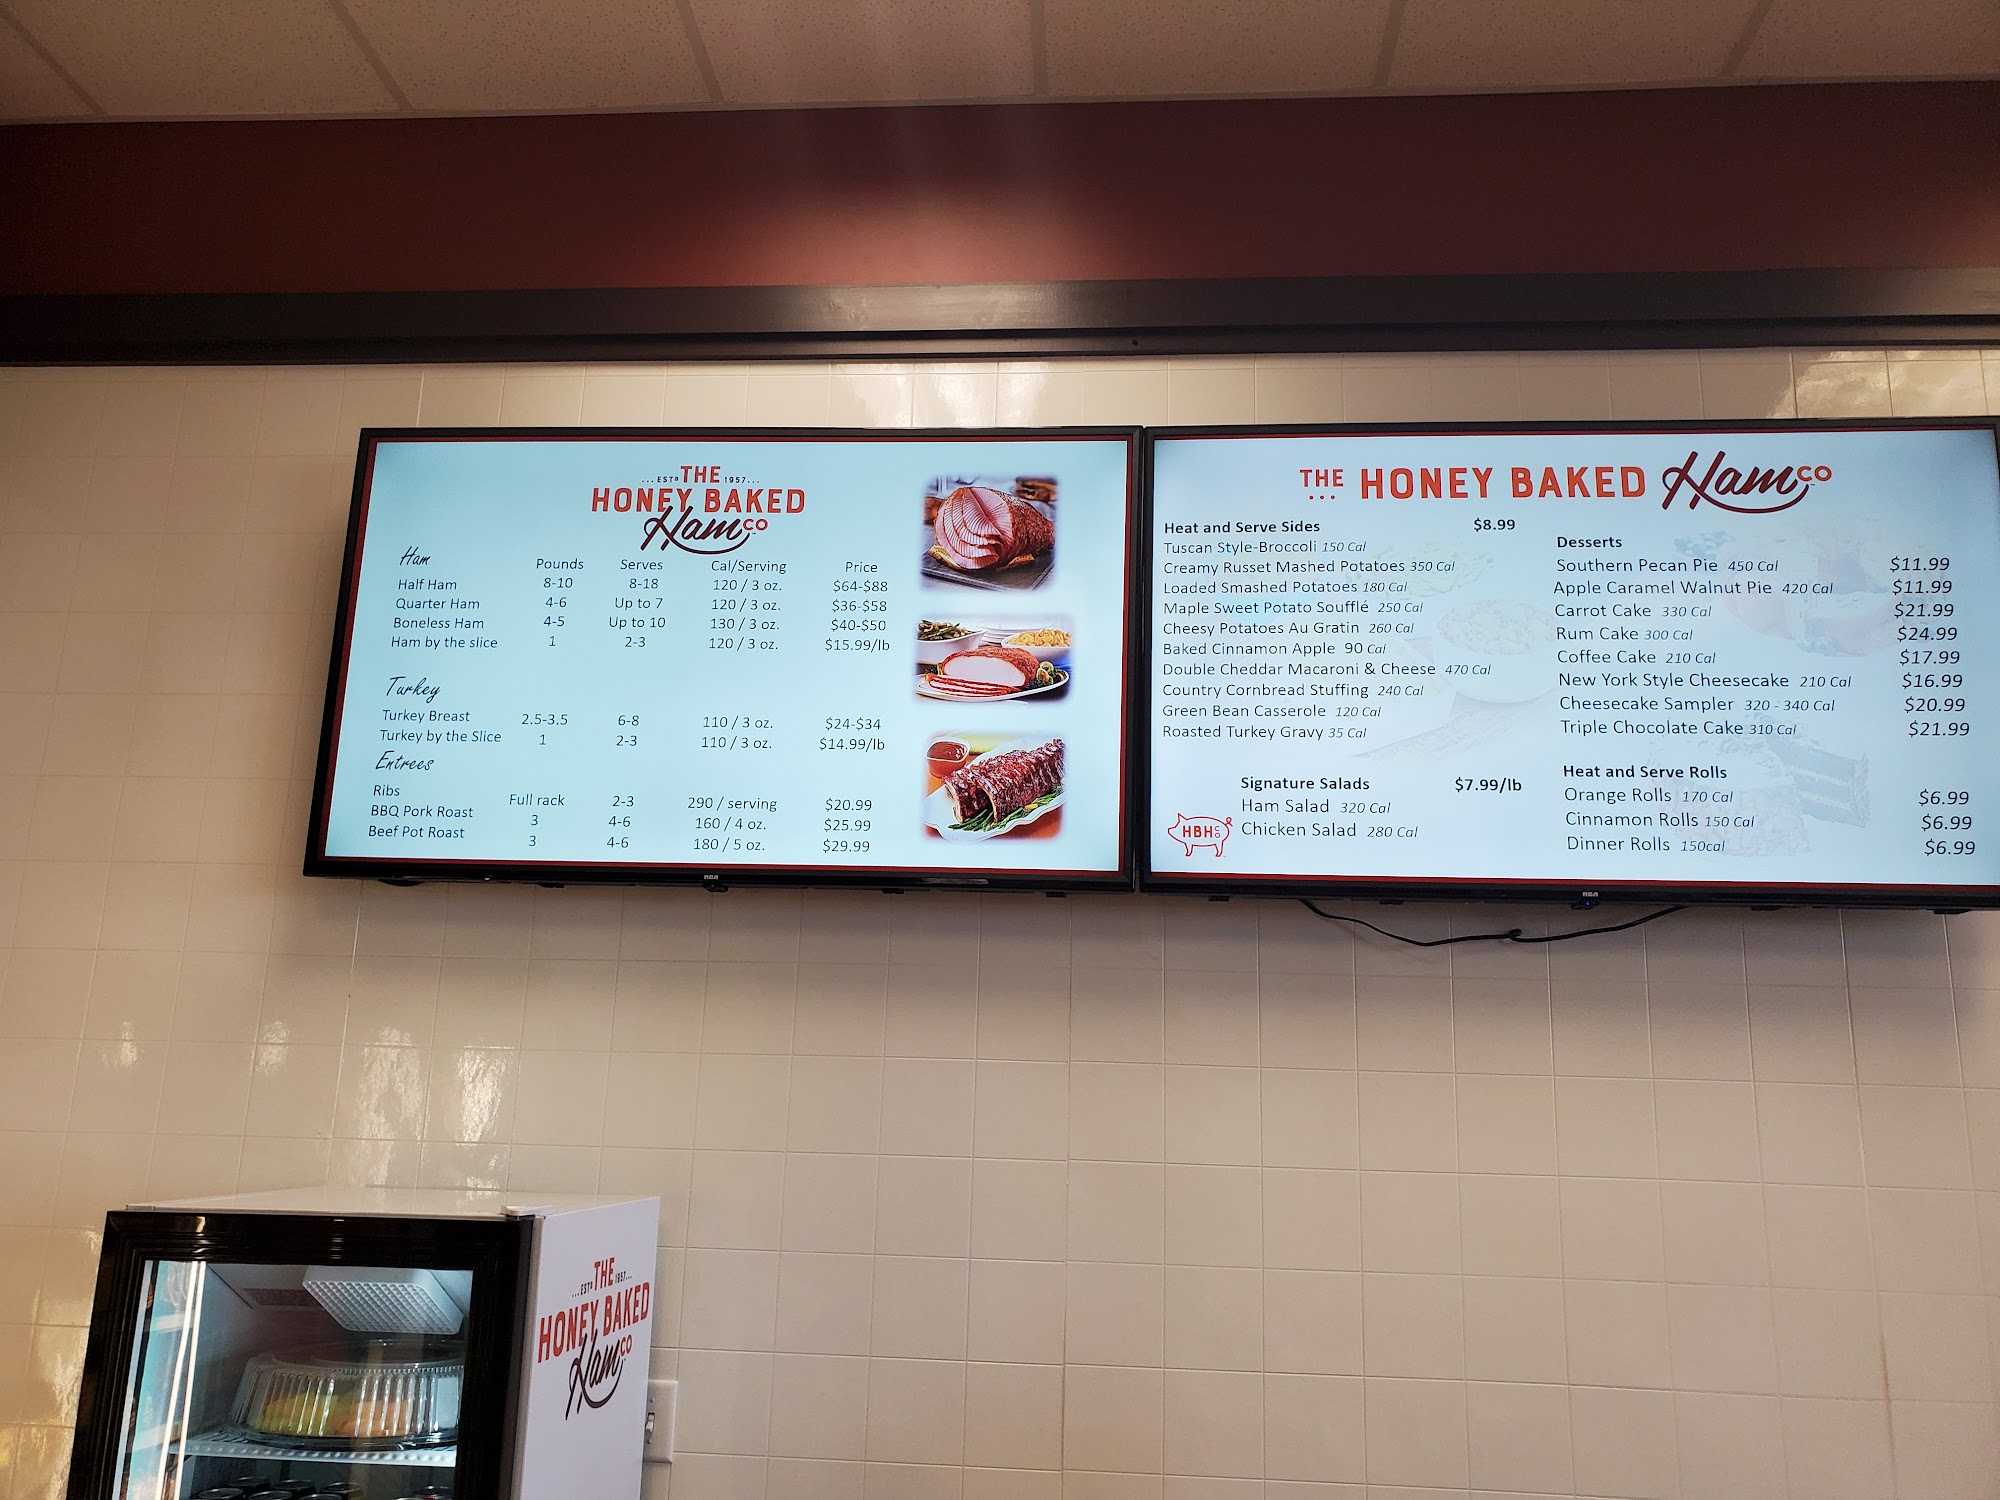 ...ESTD THE 1957...
HONEY BAKED
Ham CO
Ham Pounds Serves Cal/Serving Price
Half Ham 8-10 8-18 120 / 3 oz. $64-$88
Quarter Ham 4-6 Up to 7 120 / 3 oz. $36-$58
Boneless Ham 4-5 Up to 10 130 / 3 oz. $40-$50
Ham by the slice 1 2-3 120 / 3 oz. $15.99/lb
Turkey
Turkey Breast 2.5-3.5 6-8 110 / 3 oz. $24-$34
Turkey by the Slice 1 2-3 110 / 3 oz. $14.99/lb
Entrees
Ribs Full rack 2-3 290 / serving $20.99
BBQ Pork Roast 3 4-6 160 / 4 oz. $25.99
Beef Pot Roast 3 4-6 180 / 5 oz. $29.99
RCA
THE HONEY BAKED Ham CO
Heat and Serve Sides $8.99
Tuscan Style-Broccoli 150 Cal
Creamy Russet Mashed Potatoes 350 Cal
Loaded Smashed Potatoes 180 Cal
Maple Sweet Potato Soufflé 250 Cal
Cheesy Potatoes Au Gratin 260 Cal
Baked Cinnamon Apple 90 Cal
Double Cheddar Macaroni & Cheese 470 Cal
Country Cornbread Stuffing 240 Cal
Green Bean Casserole 120 Cal
Roasted Turkey Gravy 35 Cal
Signature Salads $7.99/lb
Ham Salad 320 Cal
Chicken Salad 280 Cal
HBH CO
Desserts
Southern Pecan Pie 450 Cal $11.99
Apple Caramel Walnut Pie 420 Cal $11.99
Carrot Cake 330 Cal $21.99
Rum Cake 300 Cal $24.99
Coffee Cake 210 Cal $17.99
New York Style Cheesecake 210 Cal $16.99
Cheesecake Sampler 320 - 340 Cal $20.99
Triple Chocolate Cake 310 Cal $21.99
Heat and Serve Rolls
Orange Rolls 170 Cal $6.99
Cinnamon Rolls 150 Cal $6.99
Dinner Rolls 150cal $6.99
RCA
...ESTD THE 1957...
HONEY BAKED
Ham CO